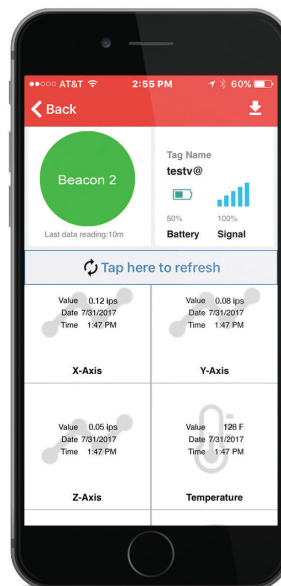 AT&T 2:55 PM 60%
Back
Beacon 2
Last data reading:10m
Tag Name
testv@
50% 100%
Battery Signal
Tap here to refresh
Value 0.12 ips
Date 7/31/2017
Time 1:47 PM
X-Axis
Value 0.08 ips
Date 7/31/2017
Time 1:47 PM
Y-Axis
Value 0.05 ips
Date 7/31/2017
Time 1:47 PM
Z-Axis
Value 128 F
Date 7/31/2017
Time 1:47 PM
Temperature